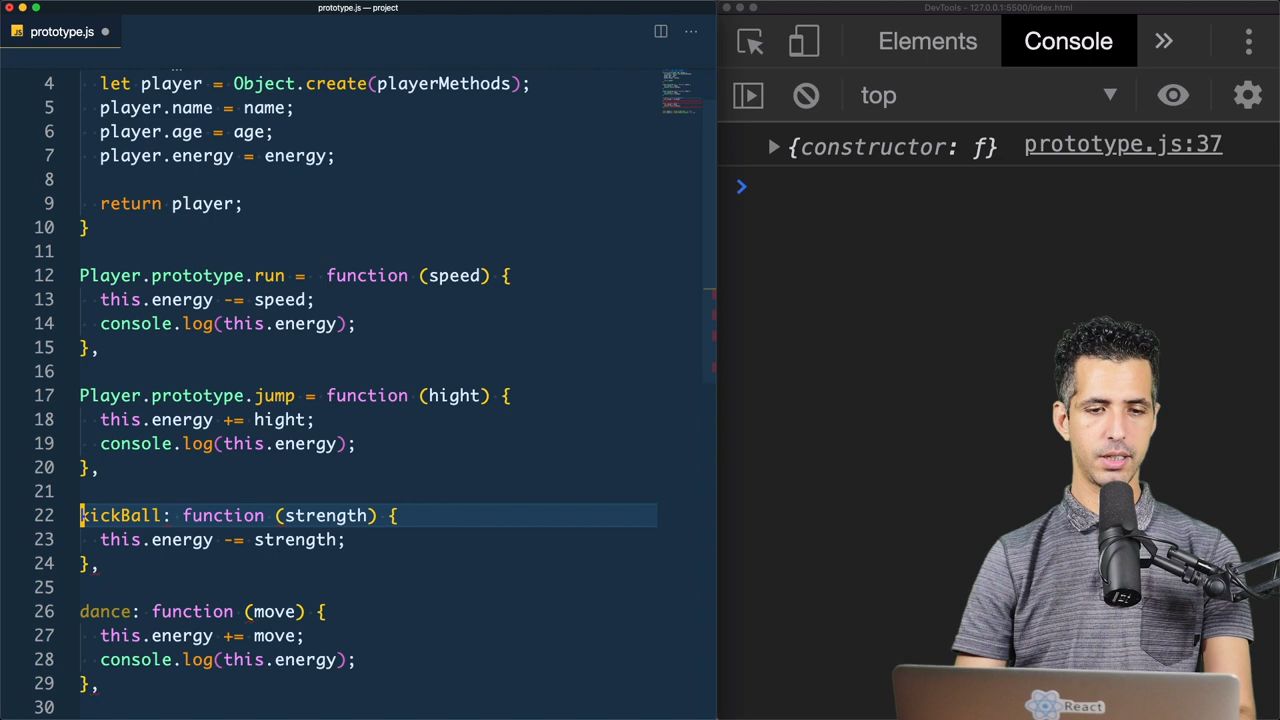 prototype.js — project
JS prototype.js
4 let player = Object.create(playerMethods);
5 player.name = name;
6 player.age = age;
7 player.energy = energy;
8
9 return player;
10 }
11
12 Player.prototype.run =  function (speed) {
13 this.energy -= speed;
14 console.log(this.energy);
15 },
16
17 Player.prototype.jump = function (hight) {
18 this.energy += hight;
19 console.log(this.energy);
20 },
21
22 kickBall: function (strength) {
23 this.energy -= strength;
24 },
25
26 dance: function (move) {
27 this.energy += move;
28 console.log(this.energy);
29 },
30
DevTools - 127.0.0.1:5500/index.html
Elements Console
top
{constructor: ƒ} prototype.js:37
React